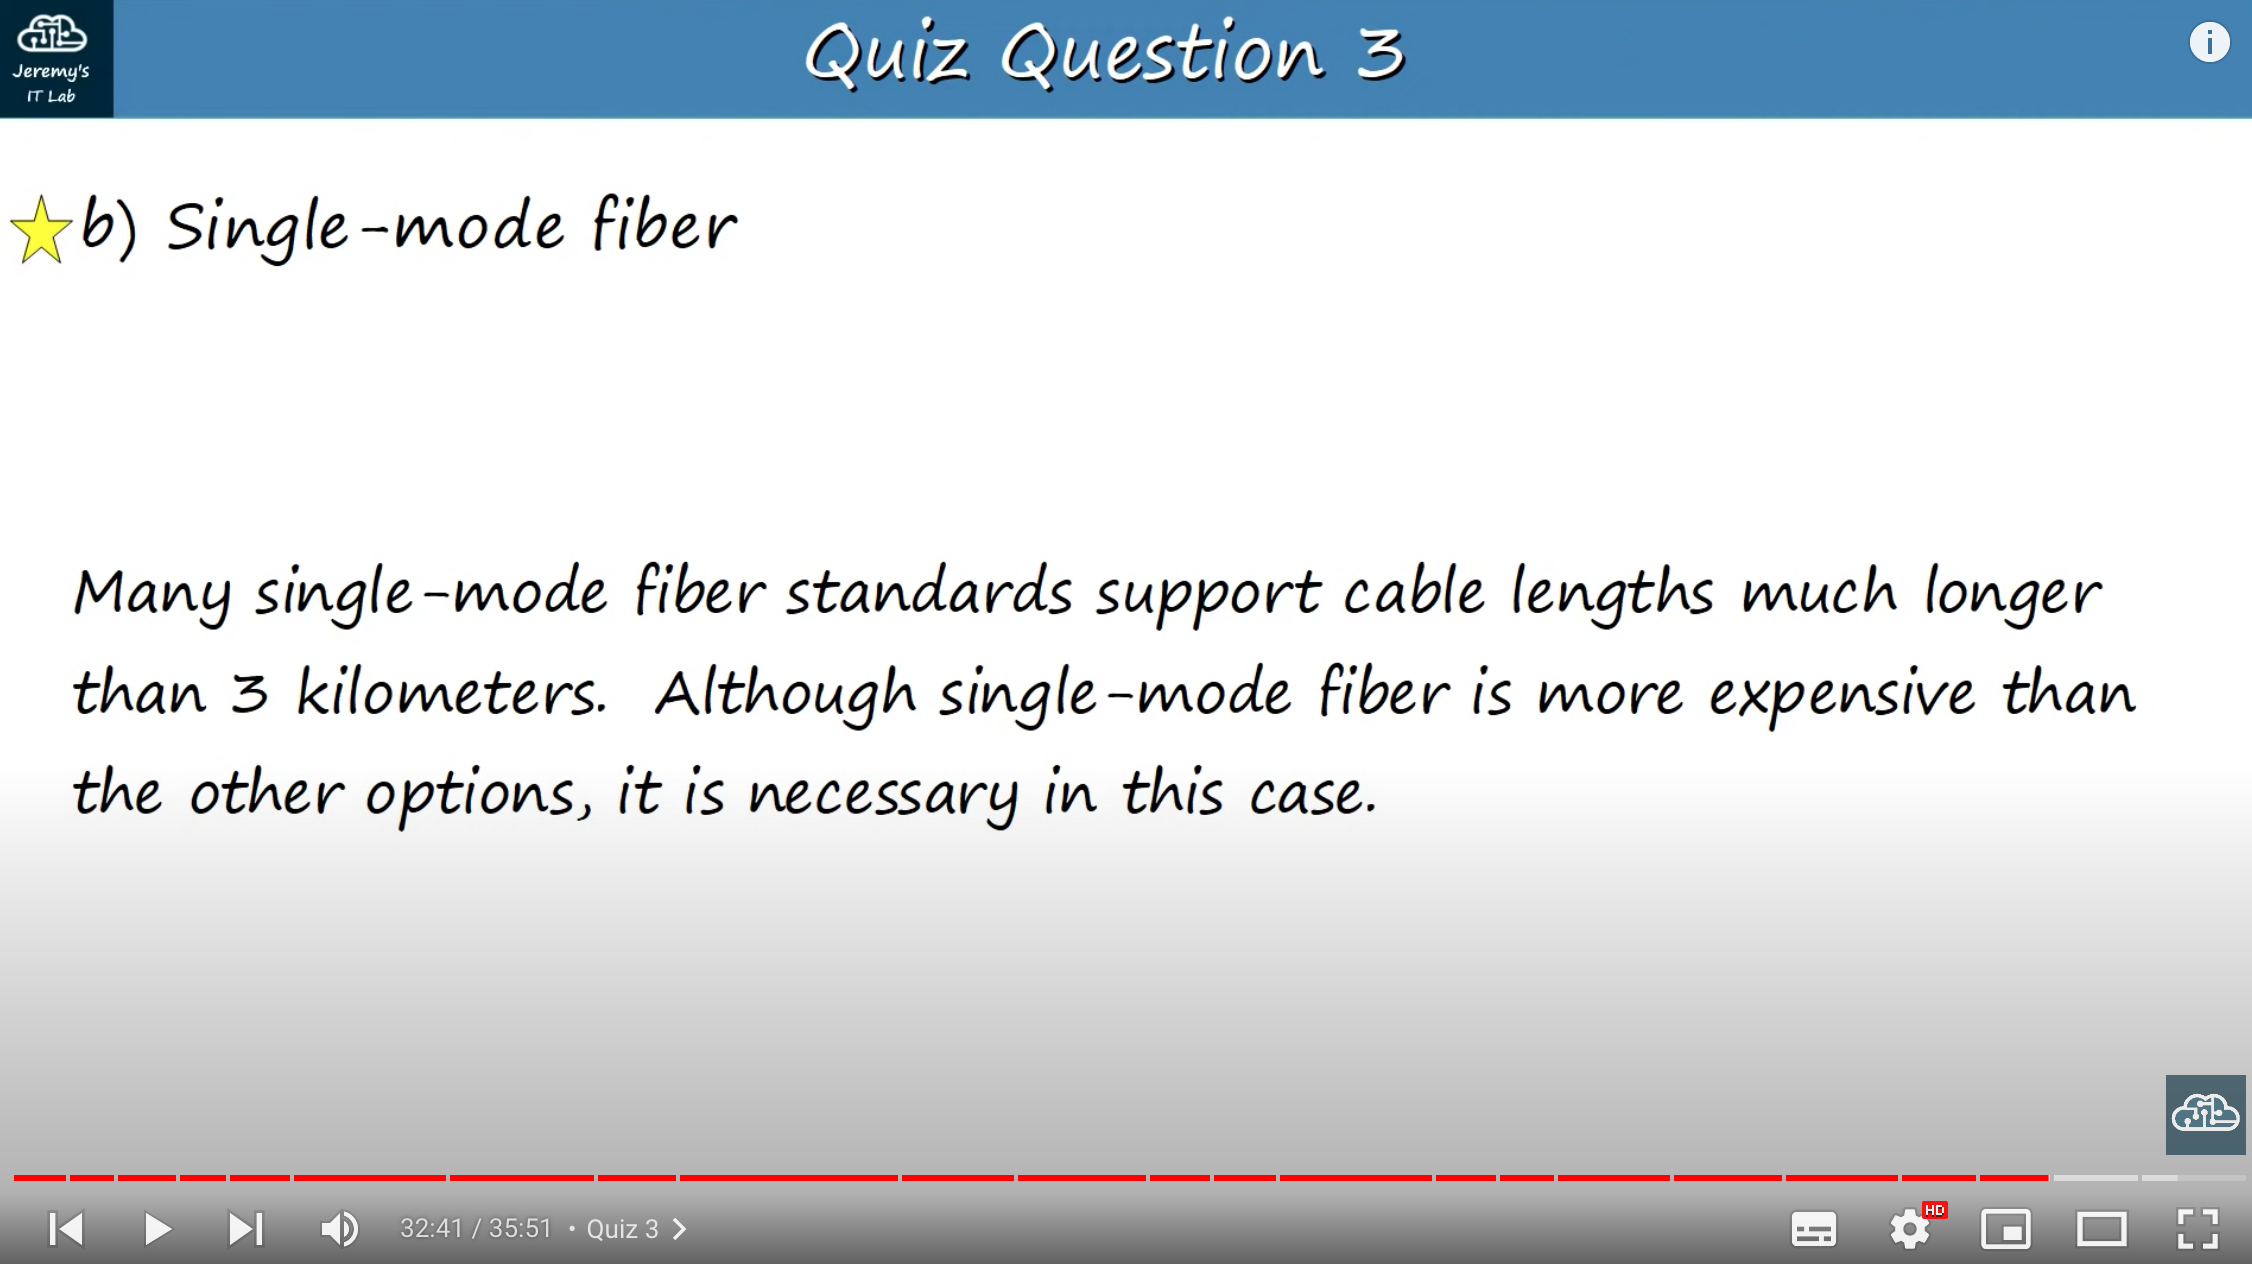 Jeremy's
IT Lab
Quiz Question 3
b) Single-mode fiber
Many single-mode fiber standards support cable lengths much longer
than 3 kilometers. Although single-mode fiber is more expensive than
the other options, it is necessary in this case.
32:41 / 35:51 • Quiz 3
HD